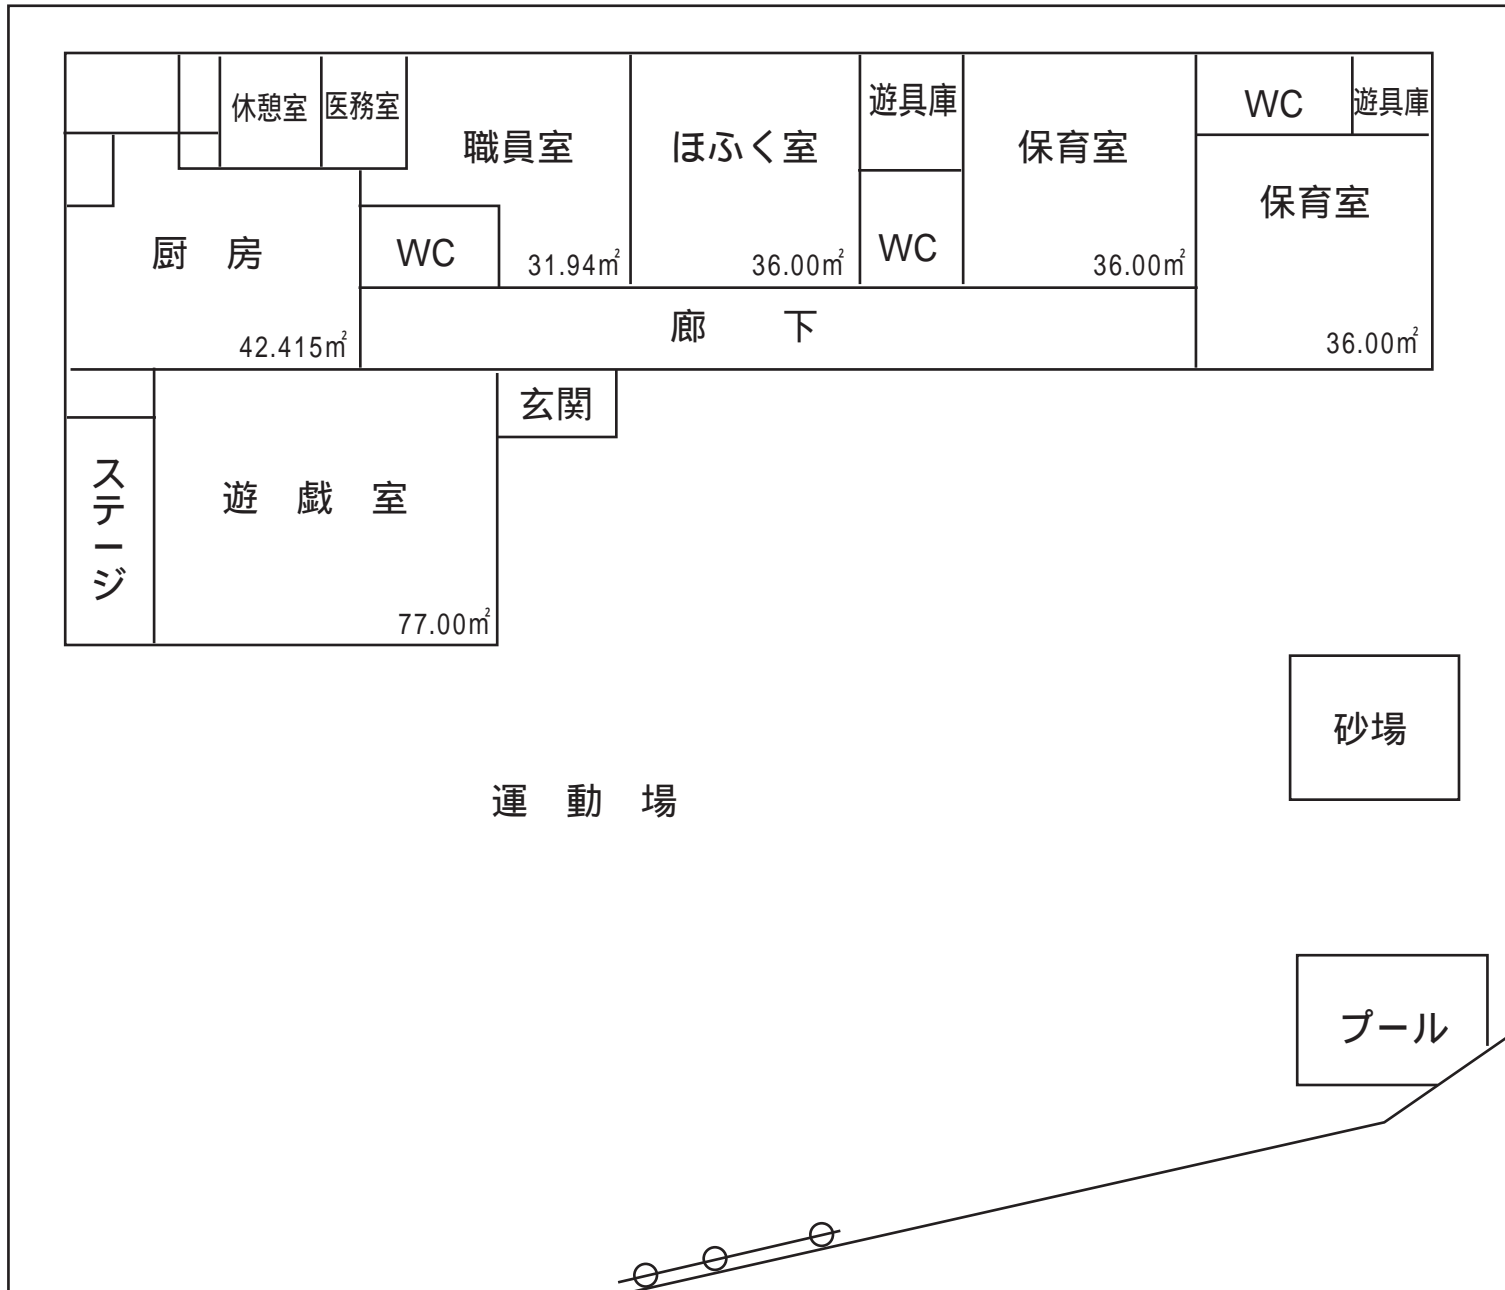 休憩室
医務室
職員室
ほふく室
遊具庫
保育室
WC
遊具庫
保育室
厨　房
WC
31.94㎡
36.00㎡
WC
36.00㎡
42.415㎡
廊　　下
36.00㎡
玄関
ステージ
遊　戯　室
77.00㎡
砂場
運　動　場
プール